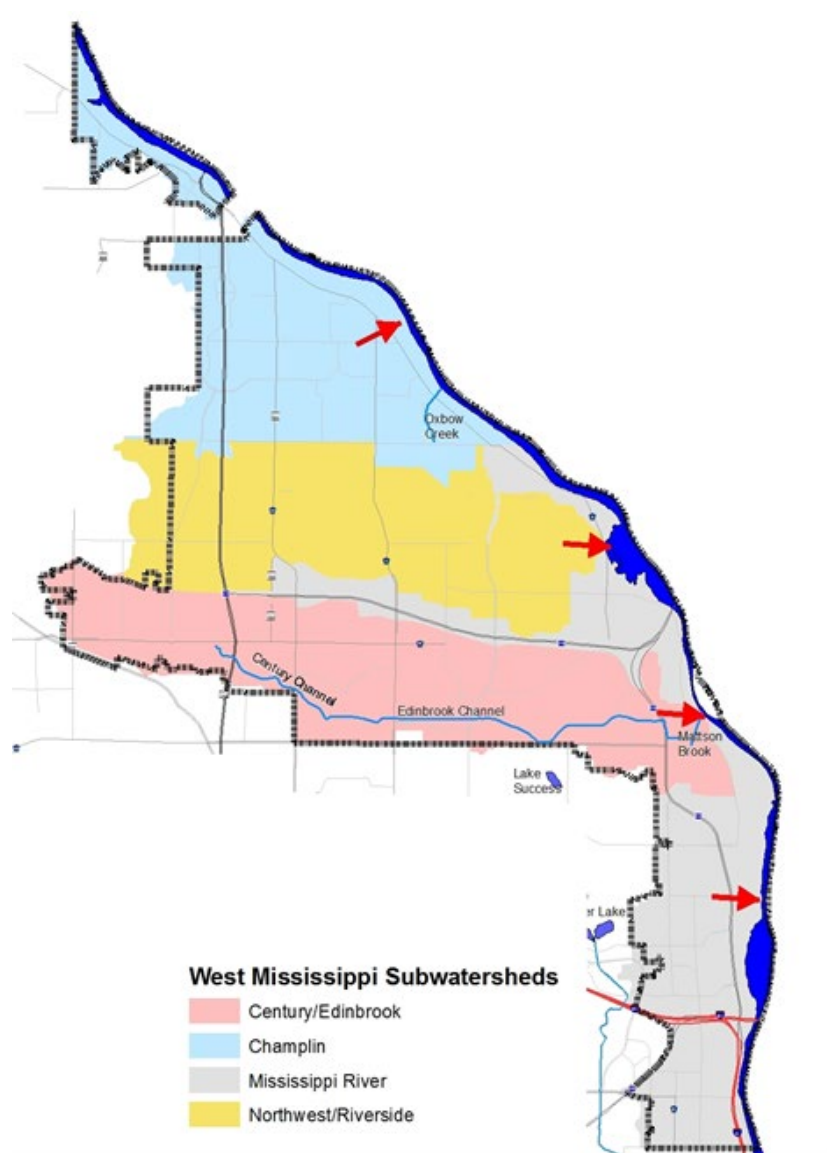 Oxbow
Creek
Century Channel
Edinbrook Channel
Mattson
Brook
Lake
Success
er Lake
West Mississippi Subwatersheds
Century/Edinbrook
Champlin
Mississippi River
Northwest/Riverside